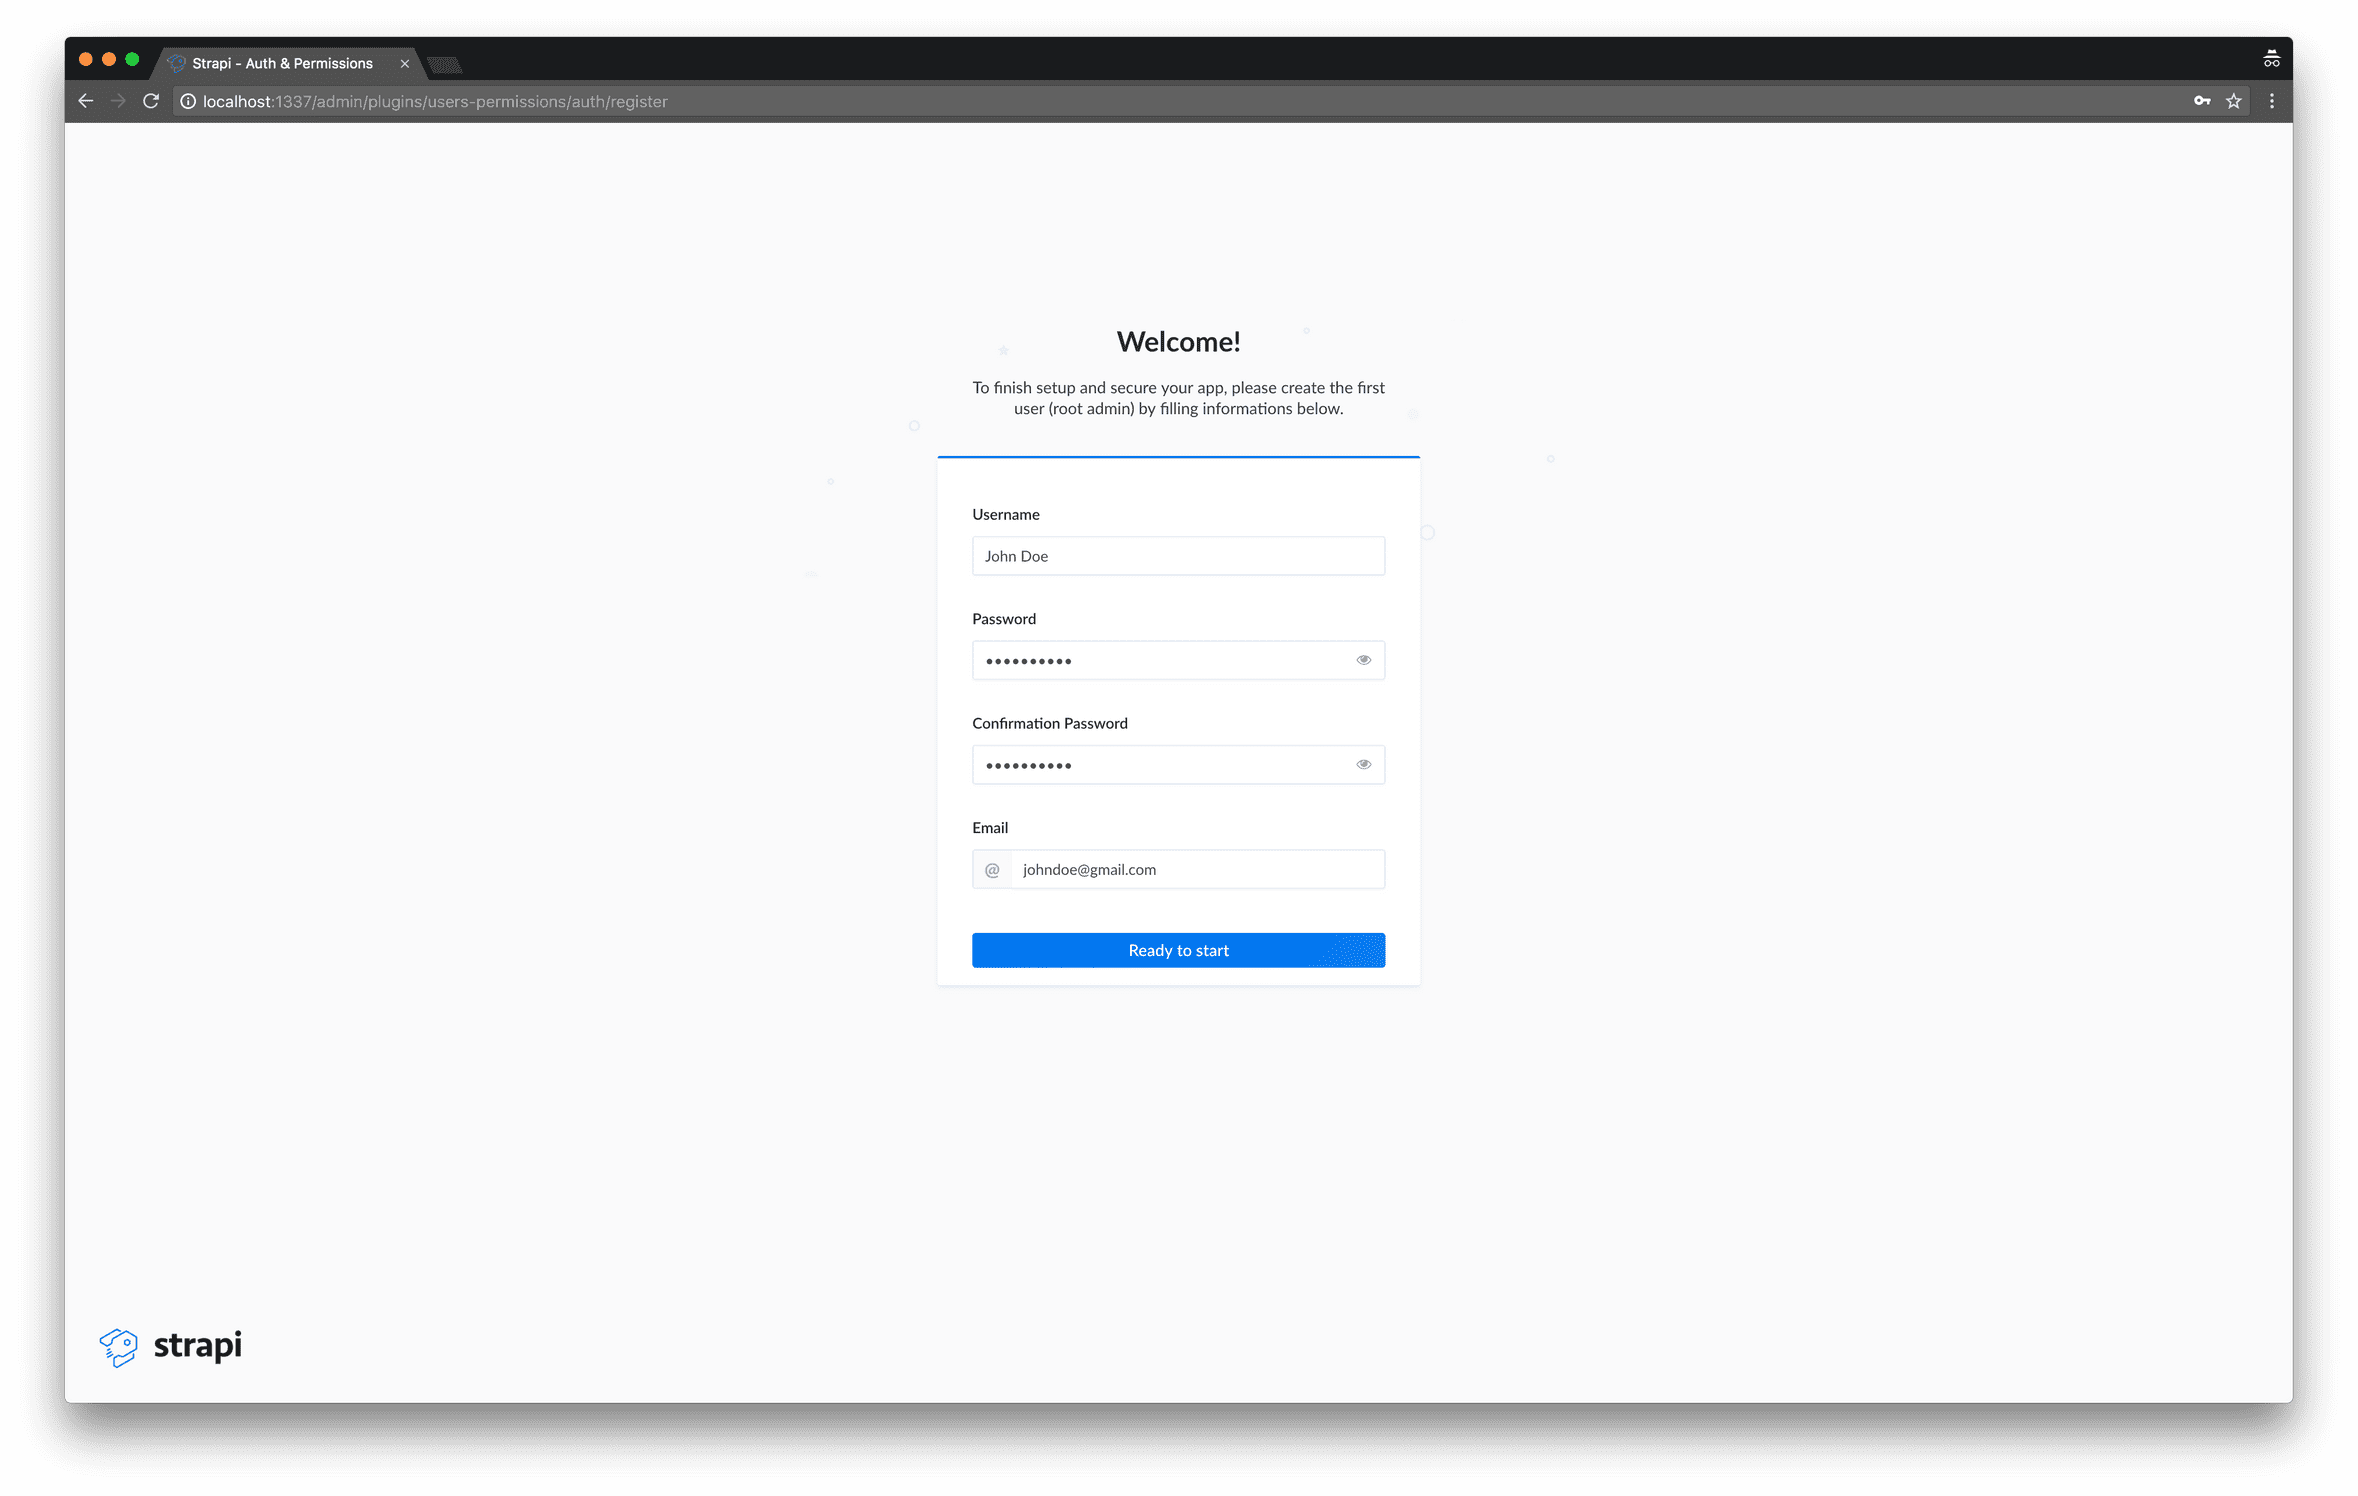 Strapi - Auth & Permissions
localhost:1337/admin/plugins/users-permissions/auth/register
Welcome!
To finish setup and secure your app, please create the first
user (root admin) by filling informations below.
Username
John Doe
Password
••••••••••
Confirmation Password
••••••••••
Email
@ johndoe@gmail.com
Ready to start
strapi